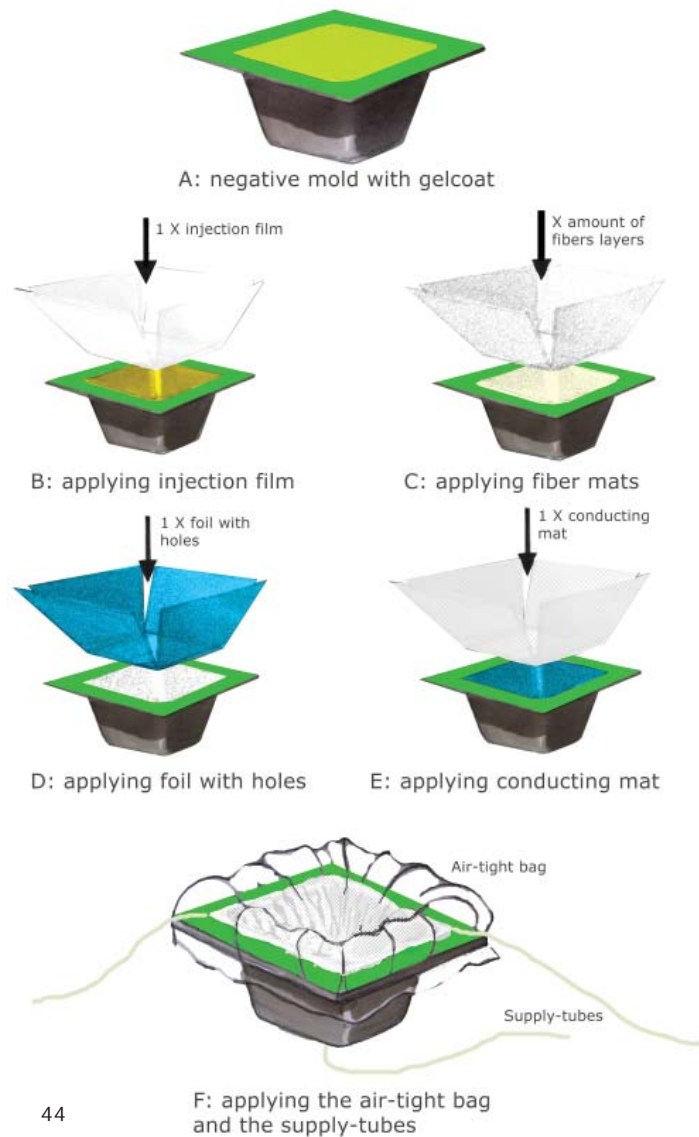 A: negative mold with gelcoat
1 X injection film
X amount of
fibers layers
B: applying injection film
C: applying fiber mats
1 X foil with
holes
1 X conducting
mat
D: applying foil with holes
E: applying conducting mat
Air-tight bag
Supply-tubes
F: applying the air-tight bag
and the supply-tubes
44